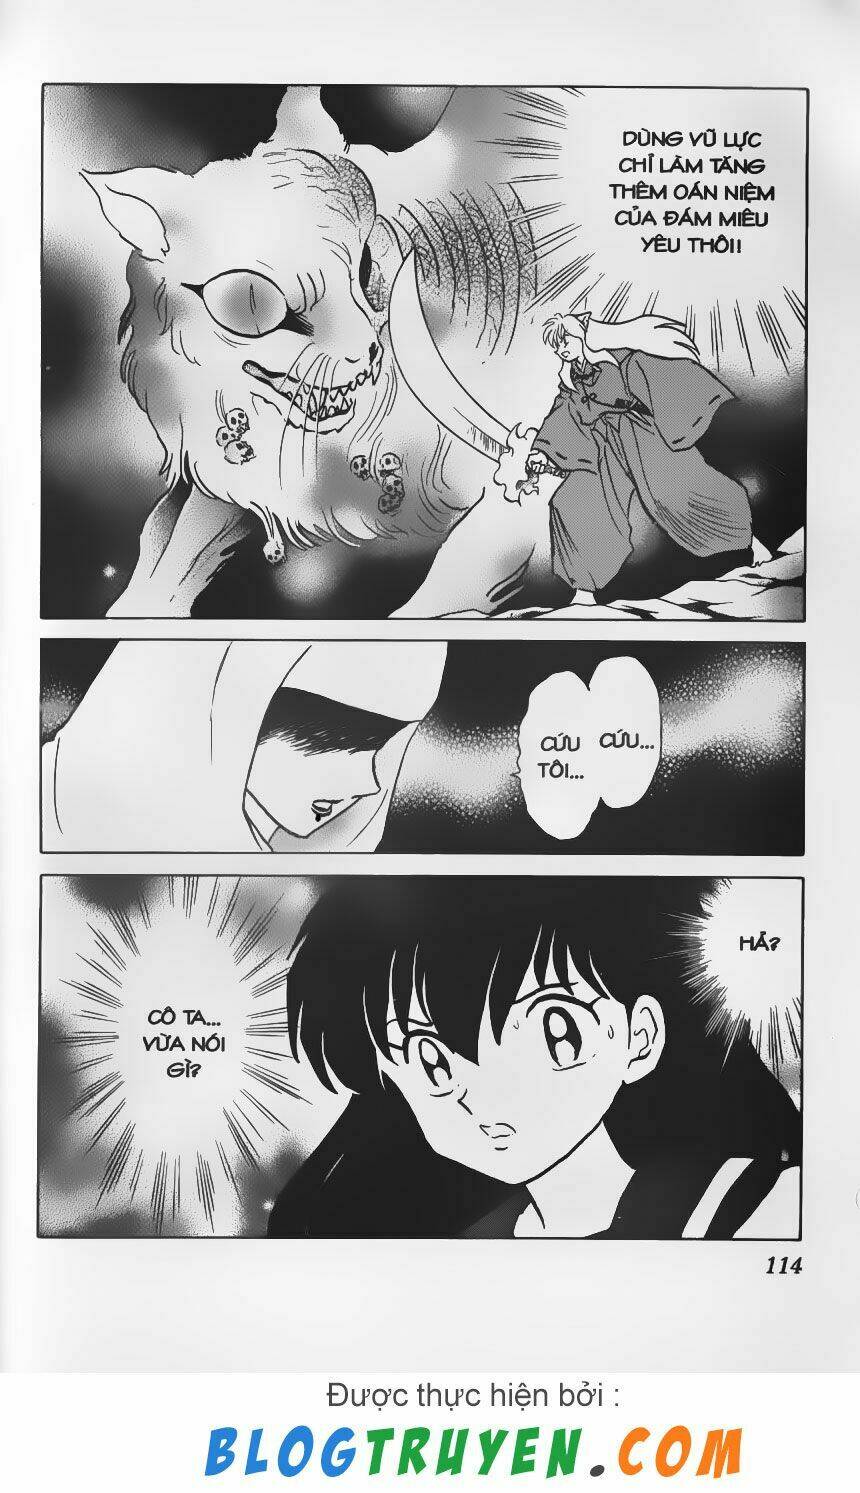 DÙNG VŨ LỰC
CHỈ LÀM TĂNG
THÊM OÁN NIỆM
CỦA ĐÁM MIÊU
YÊU THÔI!
CỨU...
CỨU
TÔI...
HẢ?
CÔ TA...
VỪA NÓI
GÌ?
114
Được thực hiện bởi :
BLOGTRUYEN.COM